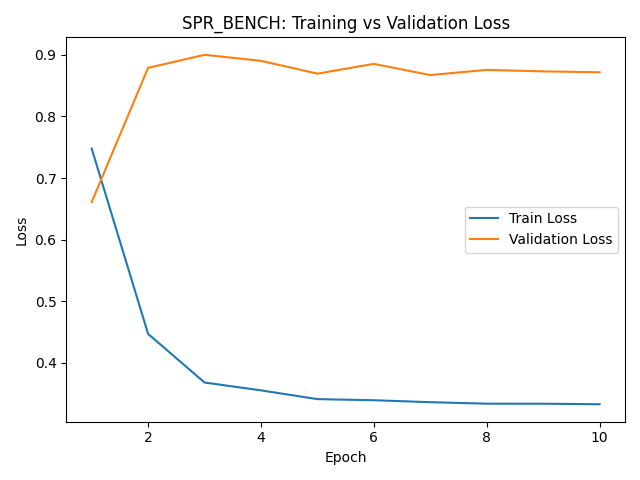 SPR_BENCH: Training vs Validation Loss
0.9
0.8
0.7
0.6
0.5
0.4
Loss
Train Loss
Validation Loss
2
4
6
8
10
Epoch